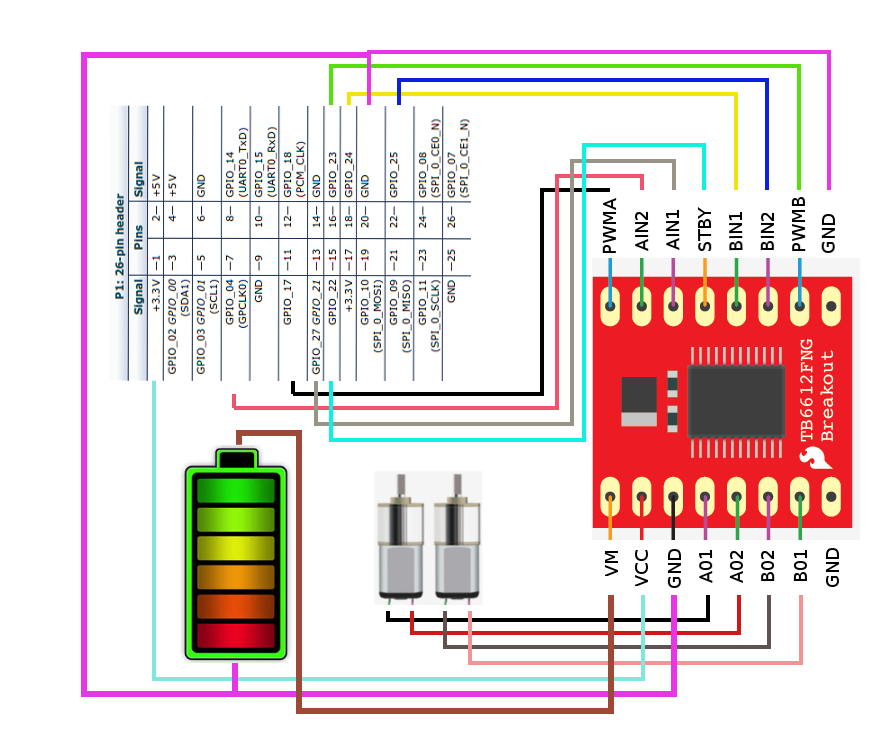 P1: 26-pin header
Signal Pins Signal
+3.3V —1 2— +5V
GPIO_02 GPIO_00
(SDA1) —3 4— +5V
GPIO_03 GPIO_01
(SCL1) —5 6— GND
GPIO_04
(GPCLK0) —7 8— GPIO_14
(UART0_TxD)
GND —9 10— GPIO_15
(UART0_RxD)
GPIO_17 —11 12— GPIO_18
(PCM_CLK)
GPIO_27 GPIO_21 —13 14— GND
GPIO_22 —15 16— GPIO_23
+3.3V —17 18— GPIO_24
GPIO_10
(SPI_0_MOSI) —19 20— GND
GPIO_09
(SPI_0_MISO) —21 22— GPIO_25
GPIO_11
(SPI_0_SCLK) —23 24— GPIO_08
(SPI_0_CE0_N)
GND —25 26— GPIO_07
(SPI_0_CE1_N)
PWMA
AIN2
AIN1
STBY
BIN1
BIN2
PWMB
GND
TB6612FNG
Breakout
VM
VCC
GND
A01
A02
B02
B01
GND